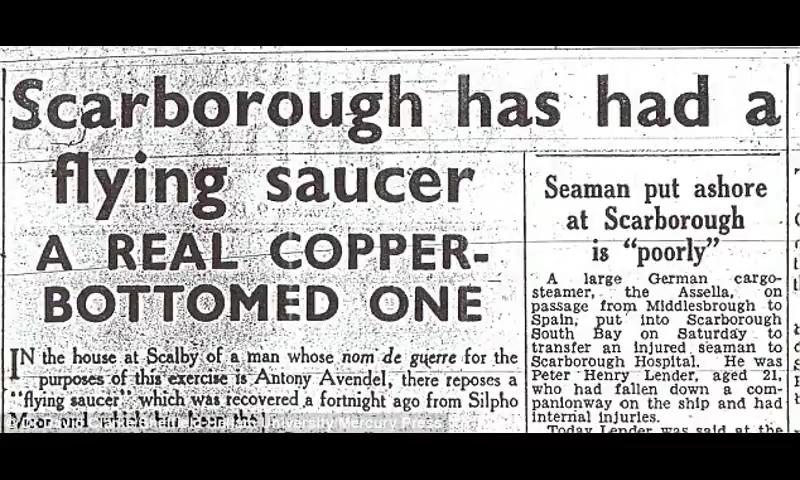 Scarborough has had a
flying saucer
A REAL COPPER-
BOTTOMED ONE
IN the house at Scalby of a man whose nom de guerre for the
purposes of this exercise is Antony Avendel, there reposes a
"flying saucer" which was recovered a fortnight ago from Silpho
Seaman put ashore
at Scarborough
is "poorly"
A large German cargo-
steamer, the Assella, on
passage from Middlesbrough to
Spain, put into Scarborough
South Bay on Saturday to
transfer an injured seaman to
Scarborough Hospital. He was
Peter Henry Lender, aged 21,
who had fallen down a com-
panionway on the ship and had
internal injuries.
Today Lender was said at the
University/Mercury Press